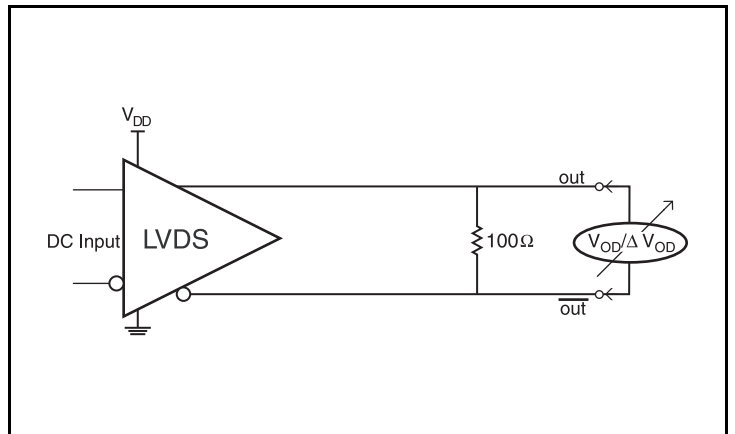 VDD
out
DC Input LVDS
100Ω
VOD/Δ VOD
out